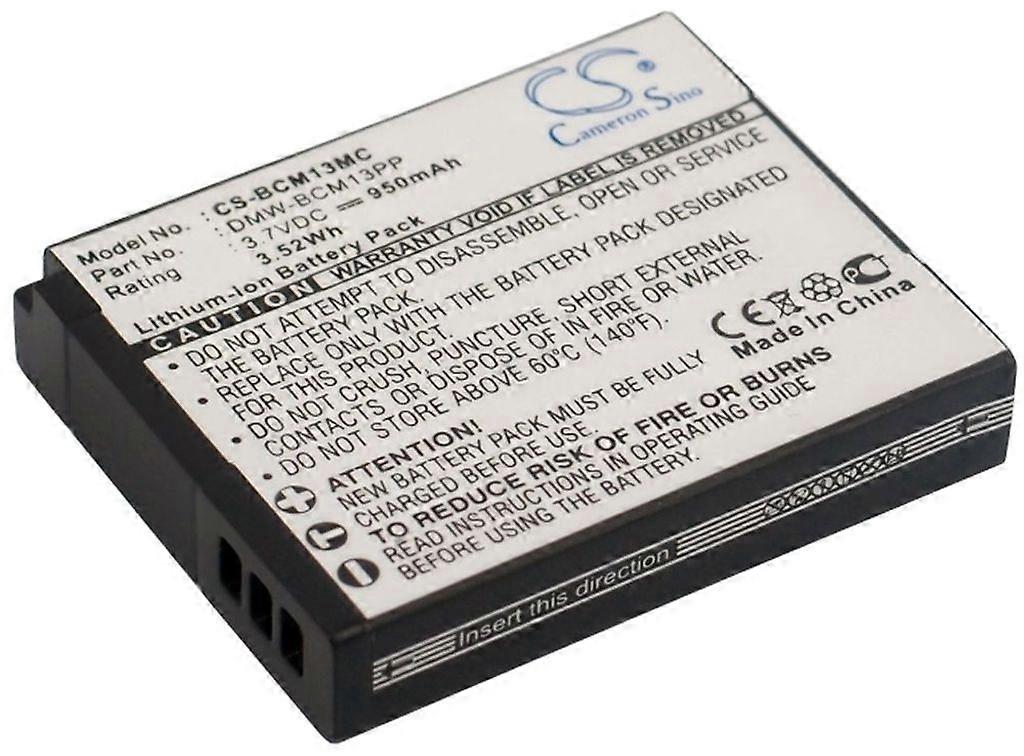 CS®
Cameron Sino
Model No. : CS-BCM13MC
Part No. : DMW-BCM13PP
Rating : 3.7VDC 950mAh
3.52Wh
Lithium-Ion Battery Pack
CAUTION WARRANTY VOID IF SEAL IS REMOVED
• DO NOT ATTEMPT TO DISASSEMBLE, OR OPEN
THE BATTERY PACK.
• REPLACE ONLY WITH THE BATTERY PACK DESIGNATED
FOR THIS PRODUCT.
• DO NOT CRUSH, PUNCTURE, SHORT EXTERNAL
CONTACTS OR DISPOSE OF IN FIRE OR WATER.
• DO NOT STORE ABOVE 60°C (140°F).
CE
Made in China
ATTENTION!
NEW BATTERY PACK MUST BE FULLY
CHARGED BEFORE USE.
TO REDUCE RISK OF FIRE OR BURNS
READ INSTRUCTIONS AND OPERATING GUIDE
BEFORE USING BATTERY PACK
+
T
-
Insert this direction